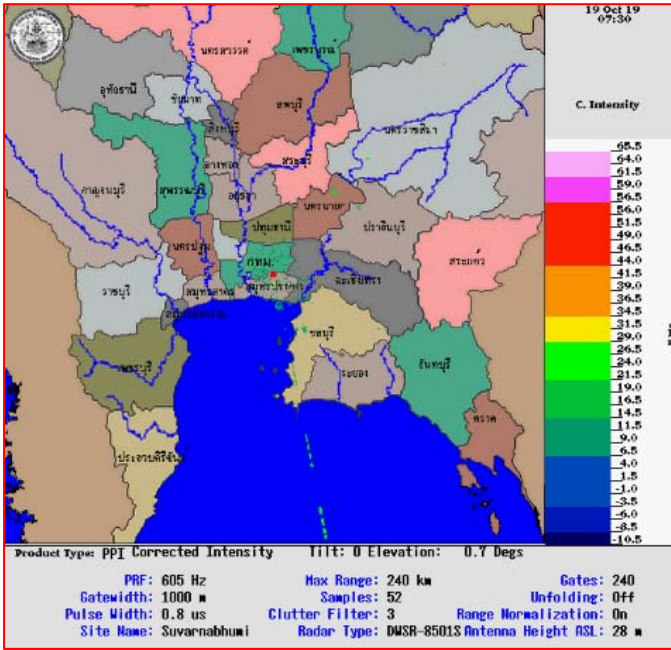 19 Oct 19
07:30
C. Intensity
นครสวรรค์
เพชรบูรณ์
อุทัยธานี
ชัยนาท
ลพบุรี
สิงห์บุรี
นครราชสีมา
อ่างทอง
สระบุรี
กาญจนบุรี
สุพรรณบุรี
อยุธยา
นครนายก
ปราจีนบุรี
ปทุมธานี
นครปฐม
กทม.
สระแก้ว
ฉะเชิงเทรา
ราชบุรี
สมุทรสาคร
สมุทรปราการ
ชลบุรี
เพชรบุรี
ระยอง
จันทบุรี
ตราด
ประจวบคีรีขันธ์
65.5
64.0
61.5
59.0
56.5
56.0
51.5
49.0
46.5
44.0
41.5
39.0
36.5
34.0
31.5
29.0
26.5
24.0
21.5
19.0
16.5
14.0
11.5
9.0
6.5
4.0
-1.0
-3.5
-6.0
-8.5
-10.5
Product Type: PPI Corrected Intensity Tilt: 0 Elevation: 0.7 Degs
PRF: 605 Hz Max Range: 240 km Gates: 240
Gatewidth: 1000 m Samples: 52 Unfolding: Off
Pulse Width: 0.8 us Clutter Filter: 3 Range Normalization: On
Site Name: Suvarnabhumi Radar Type: DWSR-8501S Antenna Height ASL: 28 m